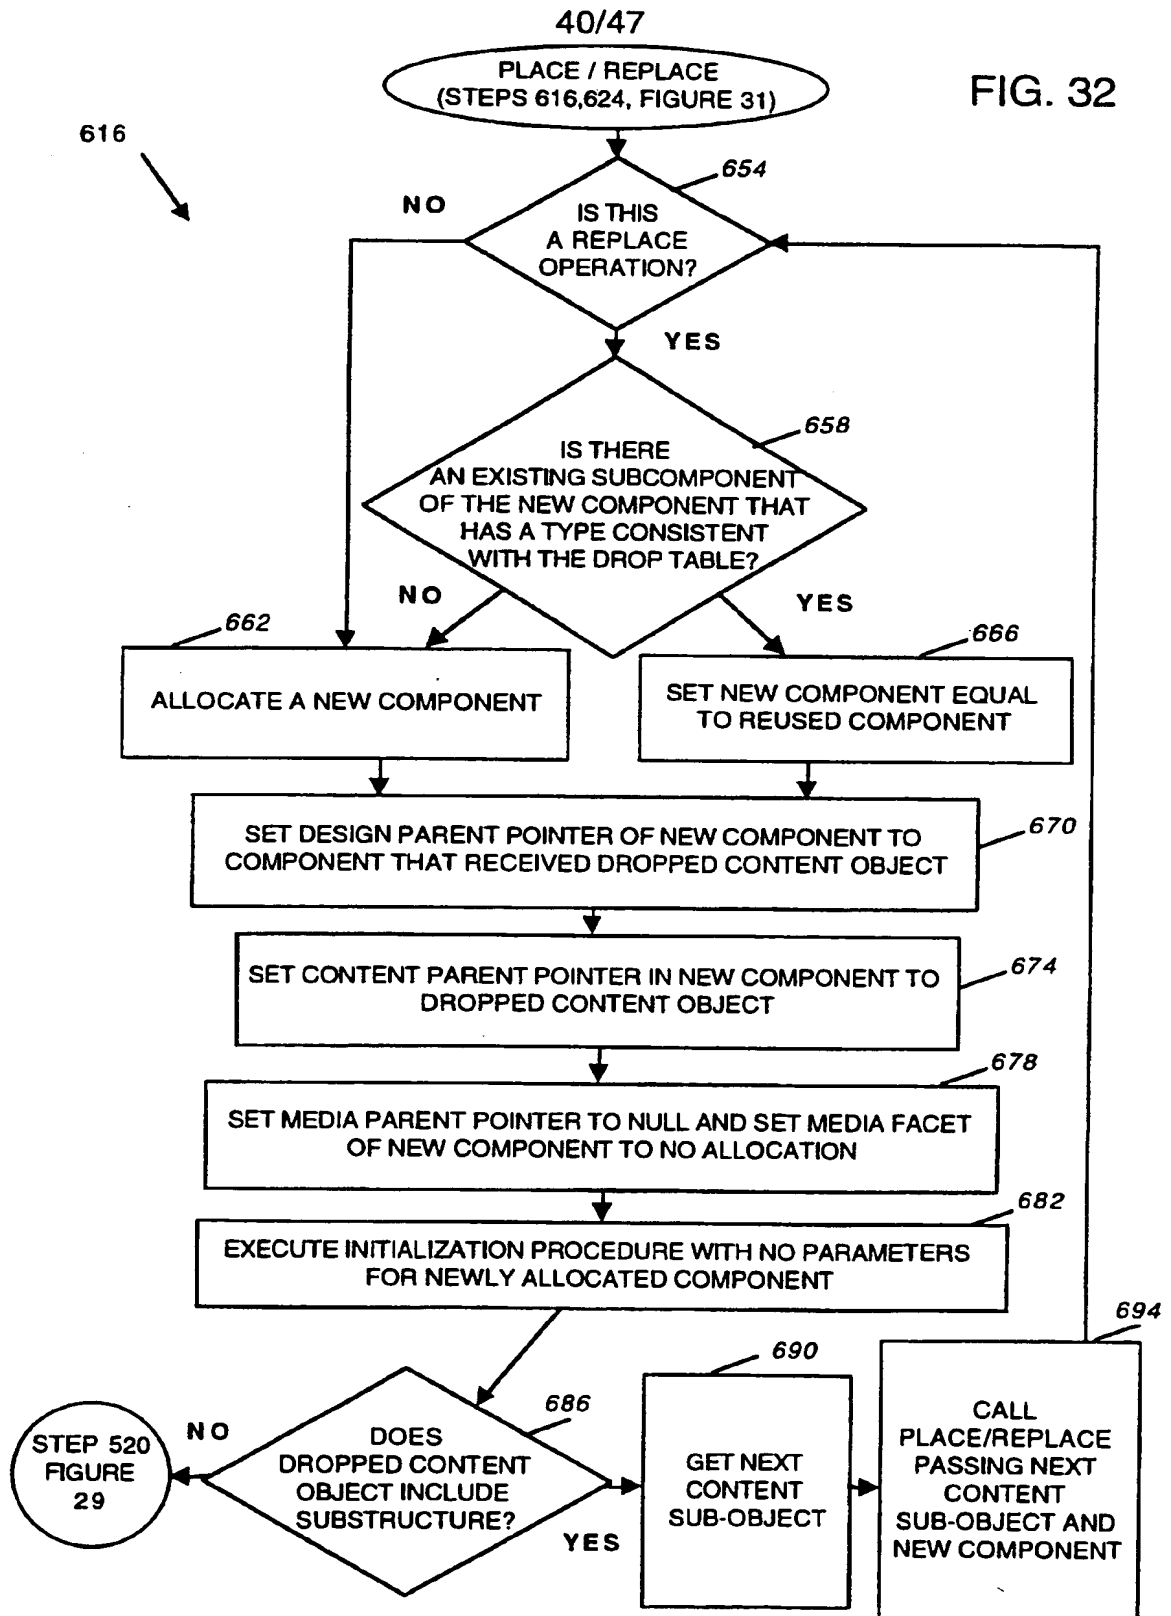 40/47
PLACE / REPLACE
(STEPS 616,624, FIGURE 31)
FIG. 32
616
654
NO
IS THIS
A REPLACE
OPERATION?
YES
658
IS THERE
AN EXISTING SUBCOMPONENT
OF THE NEW COMPONENT THAT
HAS A TYPE CONSISTENT
WITH THE DROP TABLE?
NO
YES
662
666
ALLOCATE A NEW COMPONENT
SET NEW COMPONENT EQUAL
TO REUSED COMPONENT
670
SET DESIGN PARENT POINTER OF NEW COMPONENT TO
COMPONENT THAT RECEIVED DROPPED CONTENT OBJECT
674
SET CONTENT PARENT POINTER IN NEW COMPONENT TO
DROPPED CONTENT OBJECT
678
SET MEDIA PARENT POINTER TO NULL AND SET MEDIA FACET
OF NEW COMPONENT TO NO ALLOCATION
682
EXECUTE INITIALIZATION PROCEDURE WITH NO PARAMETERS
FOR NEWLY ALLOCATED COMPONENT
686
DOES
DROPPED CONTENT
OBJECT INCLUDE
SUBSTRUCTURE?
NO
STEP 520
FIGURE
29
YES
690
GET NEXT
CONTENT
SUB-OBJECT
694
CALL
PLACE/REPLACE
PASSING NEXT
CONTENT
SUB-OBJECT AND
NEW COMPONENT